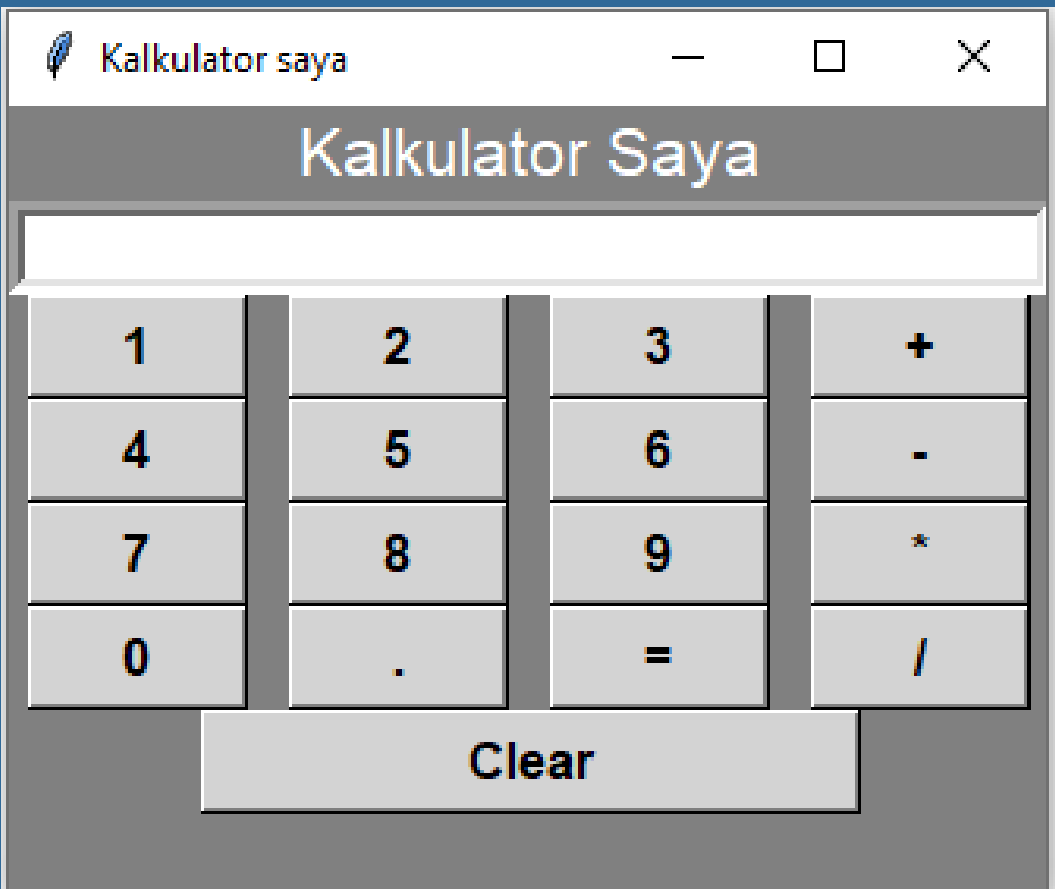 Kalkulator saya
Kalkulator Saya
1 2 3 +
4 5 6 -
7 8 9 *
0 . = /
Clear